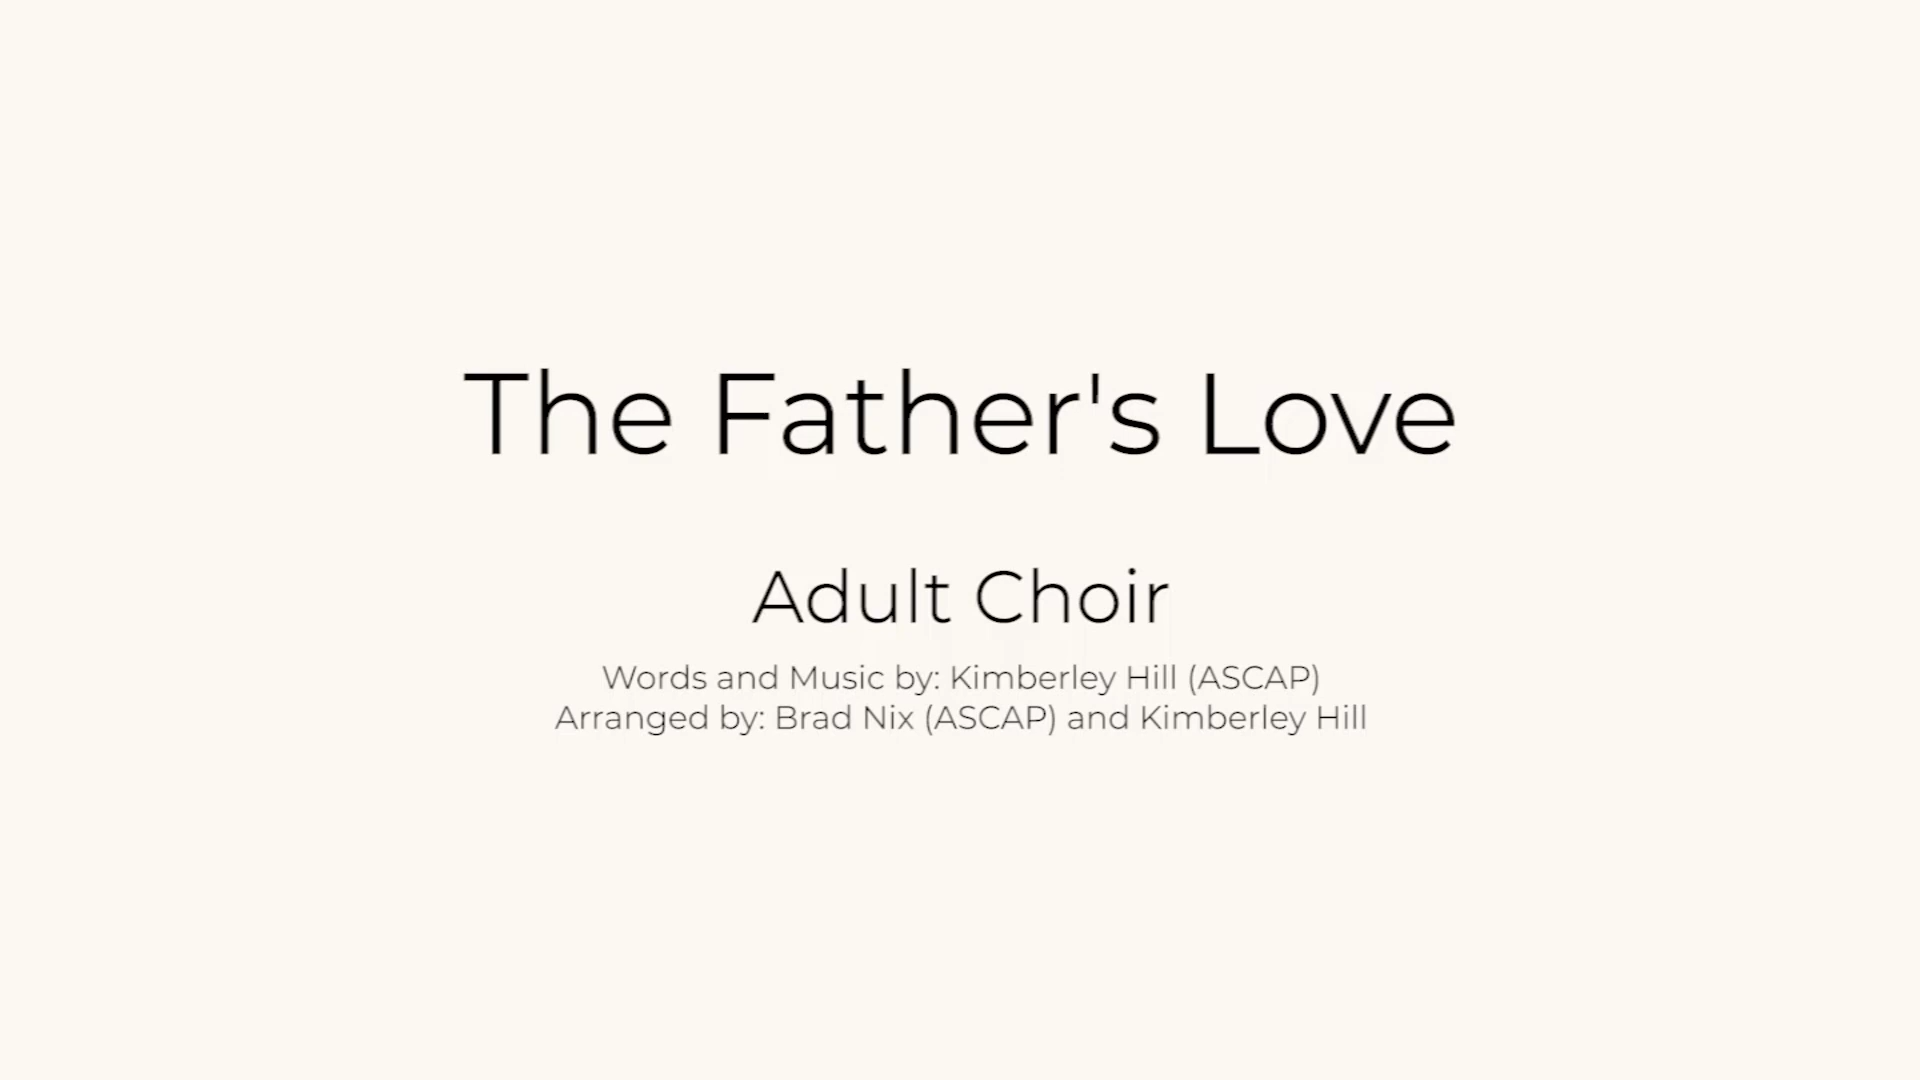 The Father's Love
Adult Choir
Words and Music by: Kimberley Hill (ASCAP)
Arranged by: Brad Nix (ASCAP) and Kimberley Hill